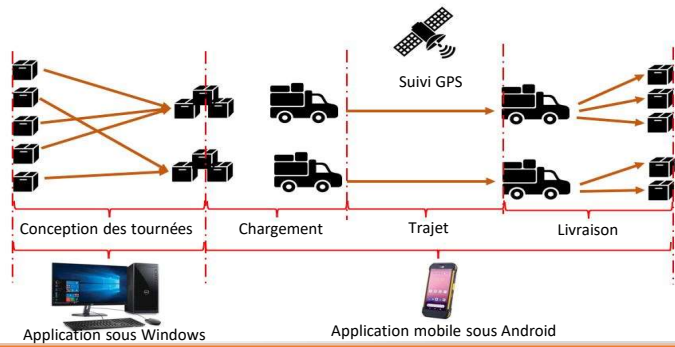 Suivi GPS
Conception des tournées
Chargement
Trajet
Livraison
Application sous Windows
Application mobile sous Android